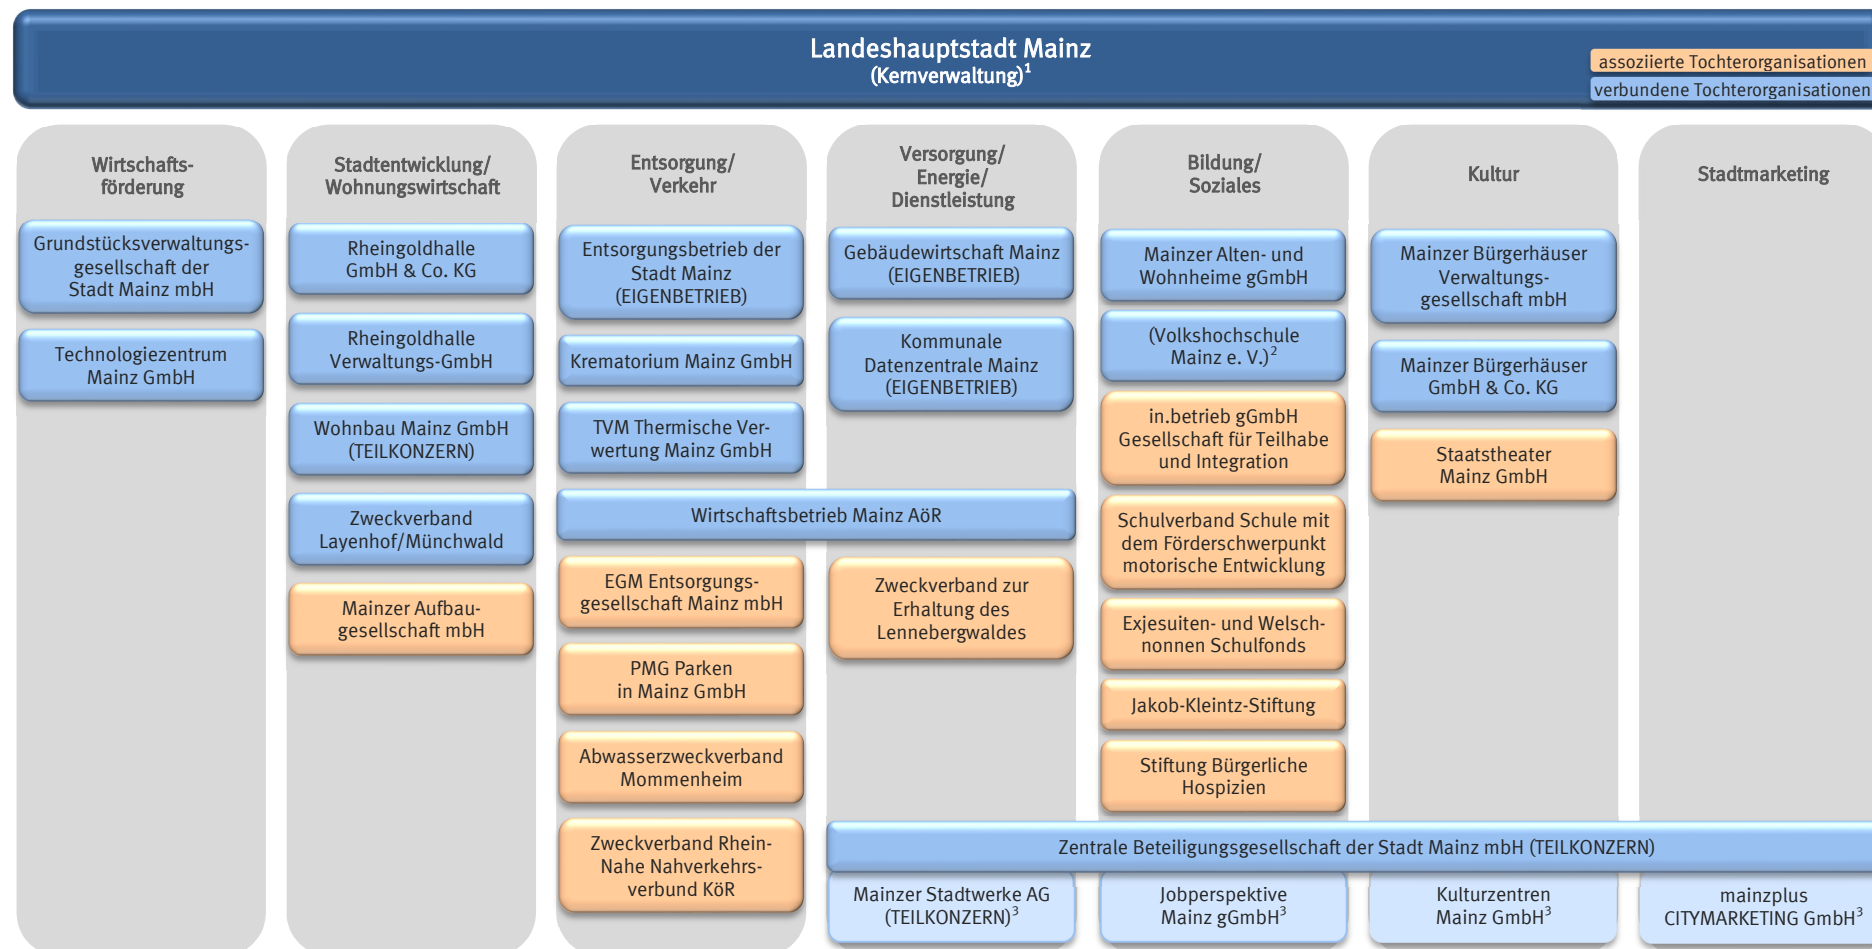 Landeshauptstadt Mainz
(Kernverwaltung)1
assoziierte Tochterorganisationen
verbundene Tochterorganisationen
Wirtschafts-
förderung
Grundstücksverwaltungs-
gesellschaft der
Stadt Mainz mbH
Technologiezentrum
Mainz GmbH
Stadtentwicklung/
Wohnungswirtschaft
Rheingoldhalle
GmbH & Co. KG
Rheingoldhalle
Verwaltungs-GmbH
Wohnbau Mainz GmbH
(TEILKONZERN)
Zweckverband
Layenhof/Münchwald
Mainzer Aufbau-
gesellschaft mbH
Entsorgung/
Verkehr
Entsorgungsbetrieb der
Stadt Mainz
(EIGENBETRIEB)
Krematorium Mainz GmbH
TVM Thermische Ver-
wertung Mainz GmbH
Wirtschaftsbetrieb Mainz AöR
EGM Entsorgungs-
gesellschaft Mainz mbH
PMG Parken
in Mainz GmbH
Abwasserzweckverband
Mommenheim
Zweckverband Rhein-
Nahe Nahverkehrs-
verbund KöR
Versorgung/
Energie/
Dienstleistung
Gebäudewirtschaft Mainz
(EIGENBETRIEB)
Kommunale
Datenzentrale Mainz
(EIGENBETRIEB)
Zweckverband zur
Erhaltung des
Lennebergwaldes
Bildung/
Soziales
Mainzer Alten- und
Wohnheime gGmbH
(Volkshochschule
Mainz e. V.)2
in.betrieb gGmbH
Gesellschaft für Teilhabe
und Integration
Schulverband Schule mit
dem Förderschwerpunkt
motorische Entwicklung
Exjesuiten- und Welsch-
nonnen Schulfonds
Jakob-Kleintz-Stiftung
Stiftung Bürgerliche
Hospizien
Kultur
Mainzer Bürgerhäuser
Verwaltungs-
gesellschaft mbH
Mainzer Bürgerhäuser
GmbH & Co. KG
Staatstheater
Mainz GmbH
Stadtmarketing
Zentrale Beteiligungsgesellschaft der Stadt Mainz mbH (TEILKONZERN)
Mainzer Stadtwerke AG
(TEILKONZERN)3
Jobperspektive
Mainz gGmbH3
Kulturzentren
Mainz GmbH3
mainzplus
CITYMARKETING GmbH3